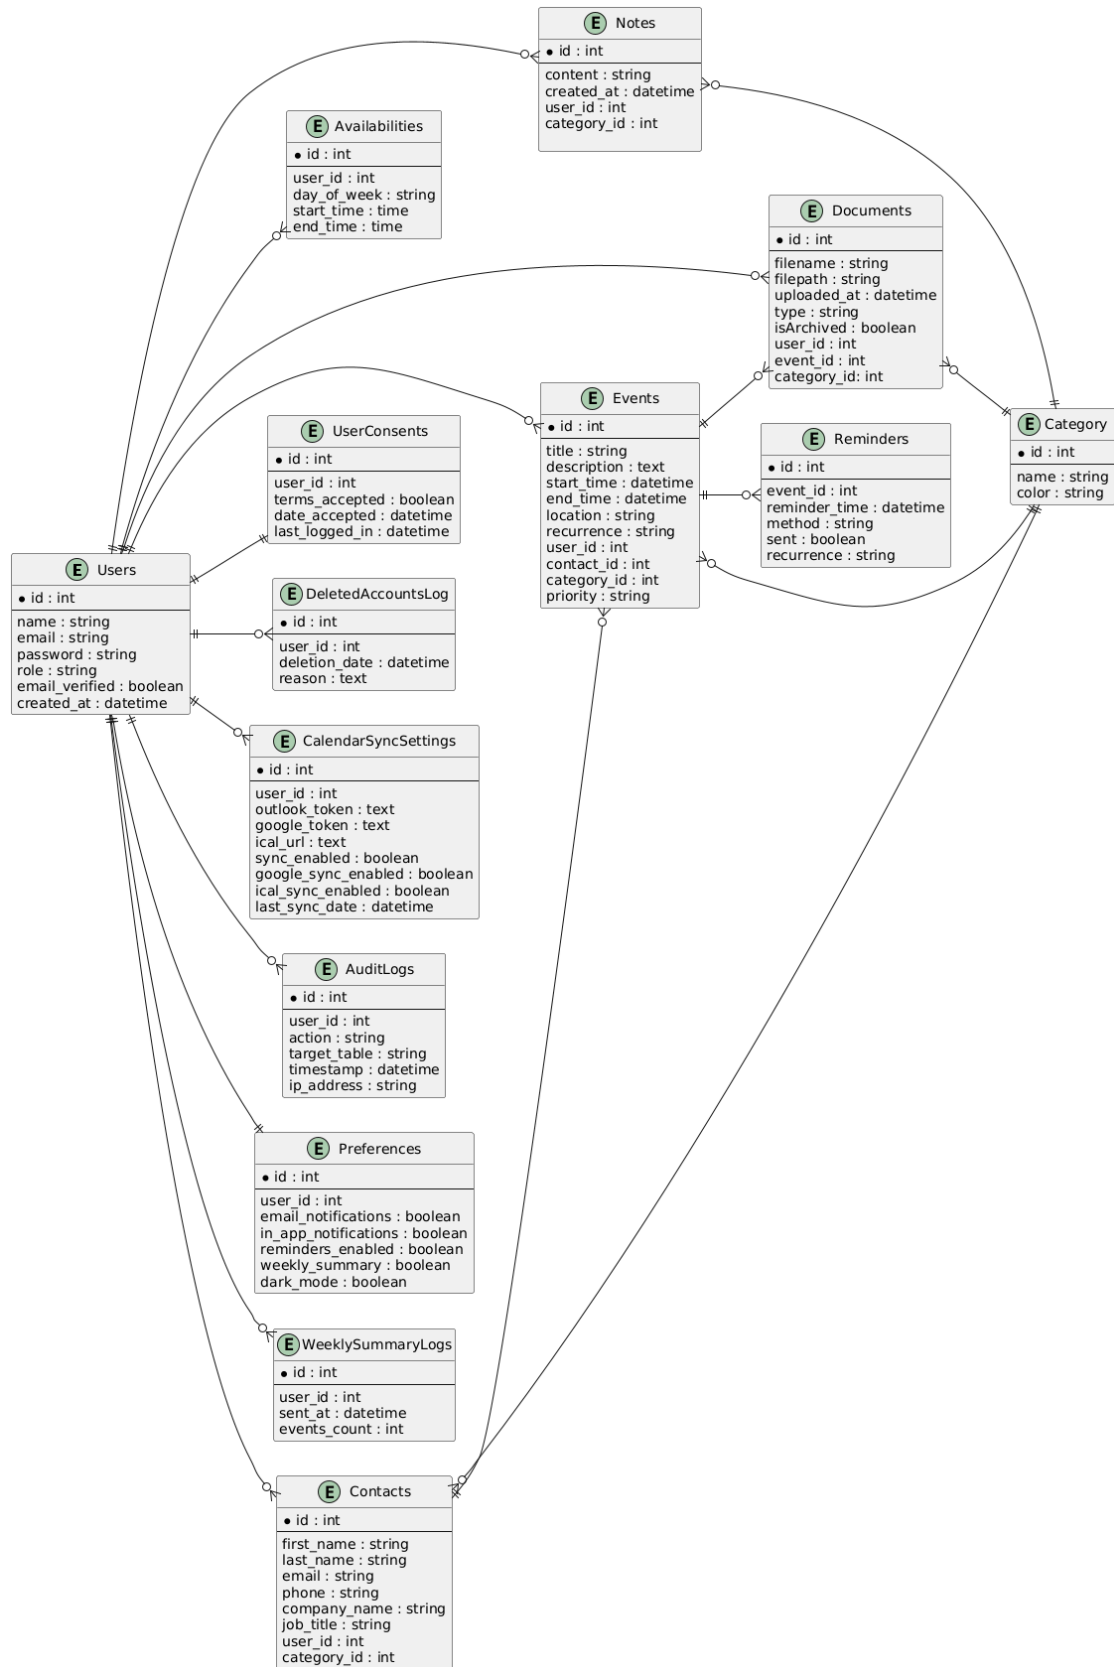 E Notes
* id : int
content : string
created_at : datetime
user_id : int
category_id : int
E Availabilities
* id : int
user_id : int
day_of_week : string
start_time : time
end_time : time
E Documents
* id : int
filename : string
filepath : string
uploaded_at : datetime
type : string
isArchived : boolean
user_id : int
event_id : int
category_id: int
E Events
* id : int
title : string
description : text
start_time : datetime
end_time : datetime
location : string
recurrence : string
user_id : int
contact_id : int
category_id : int
priority : string
E Category
* id : int
name : string
color : string
E UserConsents
* id : int
user_id : int
terms_accepted : boolean
date_accepted : datetime
last_logged_in : datetime
E Reminders
* id : int
event_id : int
reminder_time : datetime
method : string
sent : boolean
recurrence : string
E Users
* id : int
name : string
email : string
password : string
role : string
email_verified : boolean
created_at : datetime
E DeletedAccountsLog
* id : int
user_id : int
deletion_date : datetime
reason : text
E CalendarSyncSettings
* id : int
user_id : int
outlook_token : text
google_token : text
ical_url : text
sync_enabled : boolean
google_sync_enabled : boolean
ical_sync_enabled : boolean
last_sync_date : datetime
E AuditLogs
* id : int
user_id : int
action : string
target_table : string
timestamp : datetime
ip_address : string
E Preferences
* id : int
user_id : int
email_notifications : boolean
in_app_notifications : boolean
reminders_enabled : boolean
weekly_summary : boolean
dark_mode : boolean
E WeeklySummaryLogs
* id : int
user_id : int
sent_at : datetime
events_count : int
E Contacts
* id : int
first_name : string
last_name : string
email : string
phone : string
company_name : string
job_title : string
user_id : int
category_id : int